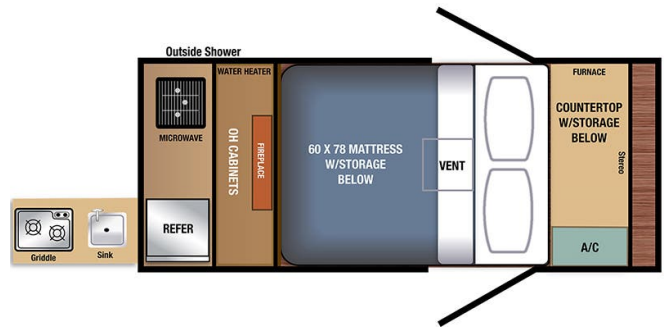 Outside Shower
WATER HEATER
FURNACE
COUNTERTOP
W/STORAGE
BELOW
MICROWAVE
OH CABINETS
FIREPLACE
60 X 78 MATTRESS
W/STORAGE
BELOW
VENT
Stereo
REFER
A/C
Griddle
Sink